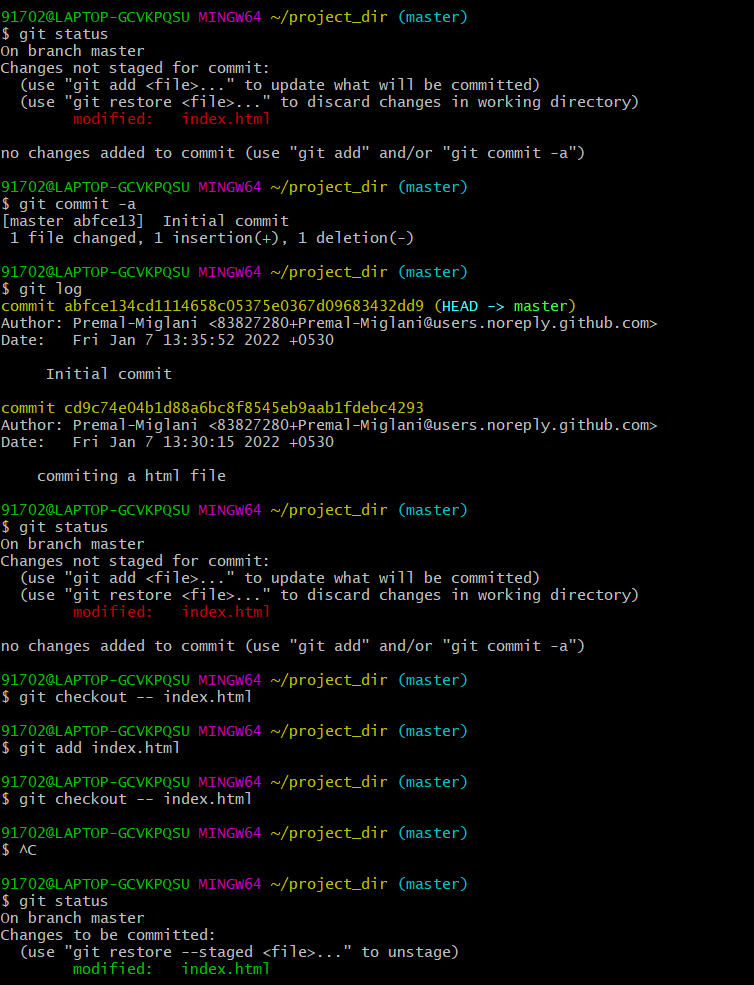 91702@LAPTOP-GCVKPQSU MINGW64 ~/project_dir (master)
$ git status
On branch master
Changes not staged for commit:
  (use "git add <file>..." to update what will be committed)
  (use "git restore <file>..." to discard changes in working directory)
        modified:   index.html

no changes added to commit (use "git add" and/or "git commit -a")

91702@LAPTOP-GCVKPQSU MINGW64 ~/project_dir (master)
$ git commit -a
[master abfce13]  Initial commit
 1 file changed, 1 insertion(+), 1 deletion(-)

91702@LAPTOP-GCVKPQSU MINGW64 ~/project_dir (master)
$ git log
commit abfce134cd1114658c05375e0367d09683432dd9 (HEAD -> master)
Author: Premal-Miglani <83827280+Premal-Miglani@users.noreply.github.com>
Date:   Fri Jan 7 13:35:52 2022 +0530

     Initial commit

commit cd9c74e04b1d88a6bc8f8545eb9aab1fdebc4293
Author: Premal-Miglani <83827280+Premal-Miglani@users.noreply.github.com>
Date:   Fri Jan 7 13:30:15 2022 +0530

    commiting a html file

91702@LAPTOP-GCVKPQSU MINGW64 ~/project_dir (master)
$ git status
On branch master
Changes not staged for commit:
  (use "git add <file>..." to update what will be committed)
  (use "git restore <file>..." to discard changes in working directory)
        modified:   index.html

no changes added to commit (use "git add" and/or "git commit -a")

91702@LAPTOP-GCVKPQSU MINGW64 ~/project_dir (master)
$ git checkout -- index.html

91702@LAPTOP-GCVKPQSU MINGW64 ~/project_dir (master)
$ git add index.html

91702@LAPTOP-GCVKPQSU MINGW64 ~/project_dir (master)
$ git checkout -- index.html

91702@LAPTOP-GCVKPQSU MINGW64 ~/project_dir (master)
$ ^C

91702@LAPTOP-GCVKPQSU MINGW64 ~/project_dir (master)
$ git status
On branch master
Changes to be committed:
  (use "git restore --staged <file>..." to unstage)
        modified:   index.html